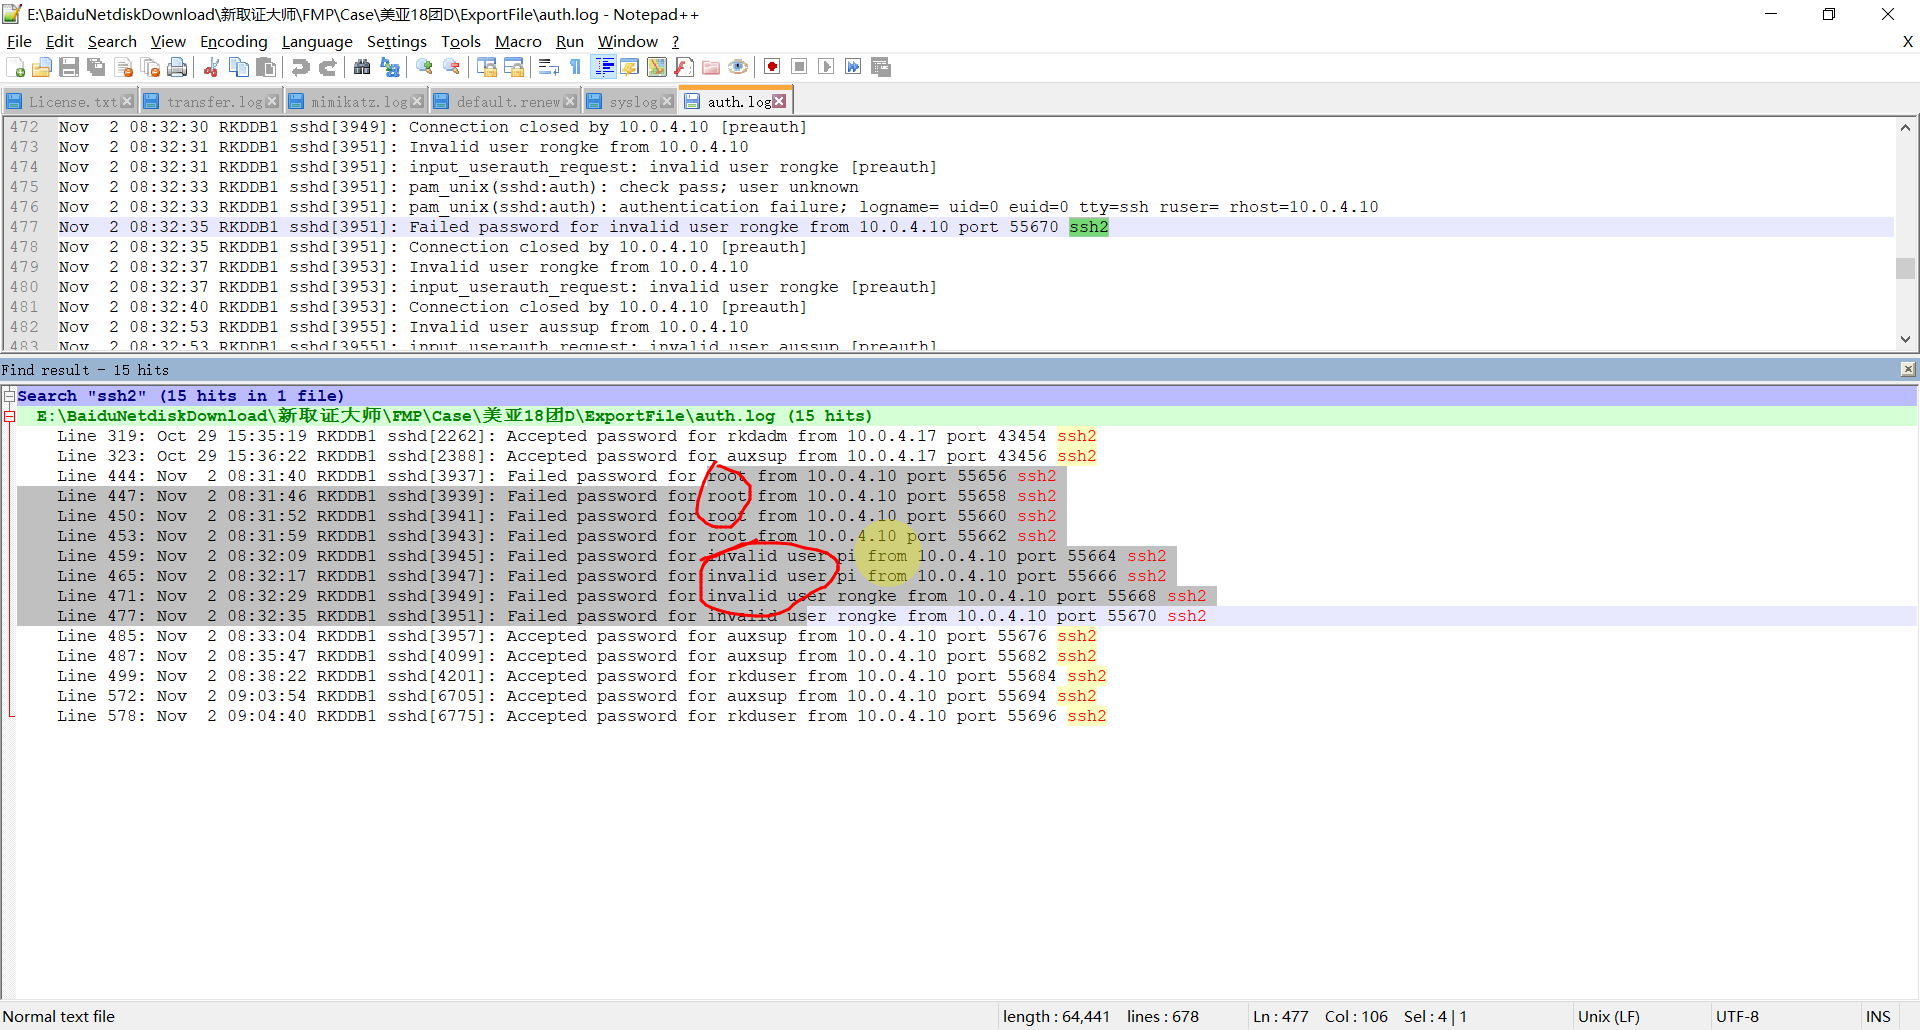 E:\BaiduNetdiskDownload\新取证大师\FMP\Case\美亚18团D\ExportFile\auth.log - Notepad++
File Edit Search View Encoding Language Settings Tools Macro Run Window ? X
License.txt transfer.log mimikatz.log default.renew syslog auth.log
472 Nov  2 08:32:30 RKDDB1 sshd[3949]: Connection closed by 10.0.4.10 [preauth]
473 Nov  2 08:32:31 RKDDB1 sshd[3951]: Invalid user rongke from 10.0.4.10
474 Nov  2 08:32:31 RKDDB1 sshd[3951]: input_userauth_request: invalid user rongke [preauth]
475 Nov  2 08:32:33 RKDDB1 sshd[3951]: pam_unix(sshd:auth): check pass; user unknown
476 Nov  2 08:32:33 RKDDB1 sshd[3951]: pam_unix(sshd:auth): authentication failure; logname= uid=0 euid=0 tty=ssh ruser= rhost=10.0.4.10
477 Nov  2 08:32:35 RKDDB1 sshd[3951]: Failed password for invalid user rongke from 10.0.4.10 port 55670 ssh2
478 Nov  2 08:32:35 RKDDB1 sshd[3951]: Connection closed by 10.0.4.10 [preauth]
479 Nov  2 08:32:37 RKDDB1 sshd[3953]: Invalid user rongke from 10.0.4.10
480 Nov  2 08:32:37 RKDDB1 sshd[3953]: input_userauth_request: invalid user rongke [preauth]
481 Nov  2 08:32:40 RKDDB1 sshd[3953]: Connection closed by 10.0.4.10 [preauth]
482 Nov  2 08:32:53 RKDDB1 sshd[3955]: Invalid user aussup from 10.0.4.10
483 Nov  2 08:32:53 RKDDB1 sshd[3955]: input_userauth_request: invalid user aussup [preauth]
Find result - 15 hits
Search "ssh2" (15 hits in 1 file)
E:\BaiduNetdiskDownload\新取证大师\FMP\Case\美亚18团D\ExportFile\auth.log (15 hits)
Line 319: Oct 29 15:35:19 RKDDB1 sshd[2262]: Accepted password for rkdadm from 10.0.4.17 port 43454 ssh2
Line 323: Oct 29 15:36:22 RKDDB1 sshd[2388]: Accepted password for auxsup from 10.0.4.17 port 43456 ssh2
Line 444: Nov  2 08:31:40 RKDDB1 sshd[3937]: Failed password for root from 10.0.4.10 port 55656 ssh2
Line 447: Nov  2 08:31:46 RKDDB1 sshd[3939]: Failed password for root from 10.0.4.10 port 55658 ssh2
Line 450: Nov  2 08:31:52 RKDDB1 sshd[3941]: Failed password for root from 10.0.4.10 port 55660 ssh2
Line 453: Nov  2 08:31:59 RKDDB1 sshd[3943]: Failed password for root from 10.0.4.10 port 55662 ssh2
Line 459: Nov  2 08:32:09 RKDDB1 sshd[3945]: Failed password for invalid user pi from 10.0.4.10 port 55664 ssh2
Line 465: Nov  2 08:32:17 RKDDB1 sshd[3947]: Failed password for invalid user pi from 10.0.4.10 port 55666 ssh2
Line 471: Nov  2 08:32:29 RKDDB1 sshd[3949]: Failed password for invalid user rongke from 10.0.4.10 port 55668 ssh2
Line 477: Nov  2 08:32:35 RKDDB1 sshd[3951]: Failed password for invalid user rongke from 10.0.4.10 port 55670 ssh2
Line 485: Nov  2 08:33:04 RKDDB1 sshd[3957]: Accepted password for auxsup from 10.0.4.10 port 55676 ssh2
Line 487: Nov  2 08:35:47 RKDDB1 sshd[4099]: Accepted password for auxsup from 10.0.4.10 port 55682 ssh2
Line 499: Nov  2 08:38:22 RKDDB1 sshd[4201]: Accepted password for rkduser from 10.0.4.10 port 55684 ssh2
Line 572: Nov  2 09:03:54 RKDDB1 sshd[6705]: Accepted password for auxsup from 10.0.4.10 port 55694 ssh2
Line 578: Nov  2 09:04:40 RKDDB1 sshd[6775]: Accepted password for rkduser from 10.0.4.10 port 55696 ssh2
Normal text file length : 64,441 lines : 678 Ln : 477 Col : 106 Sel : 4 | 1 Unix (LF) UTF-8 INS